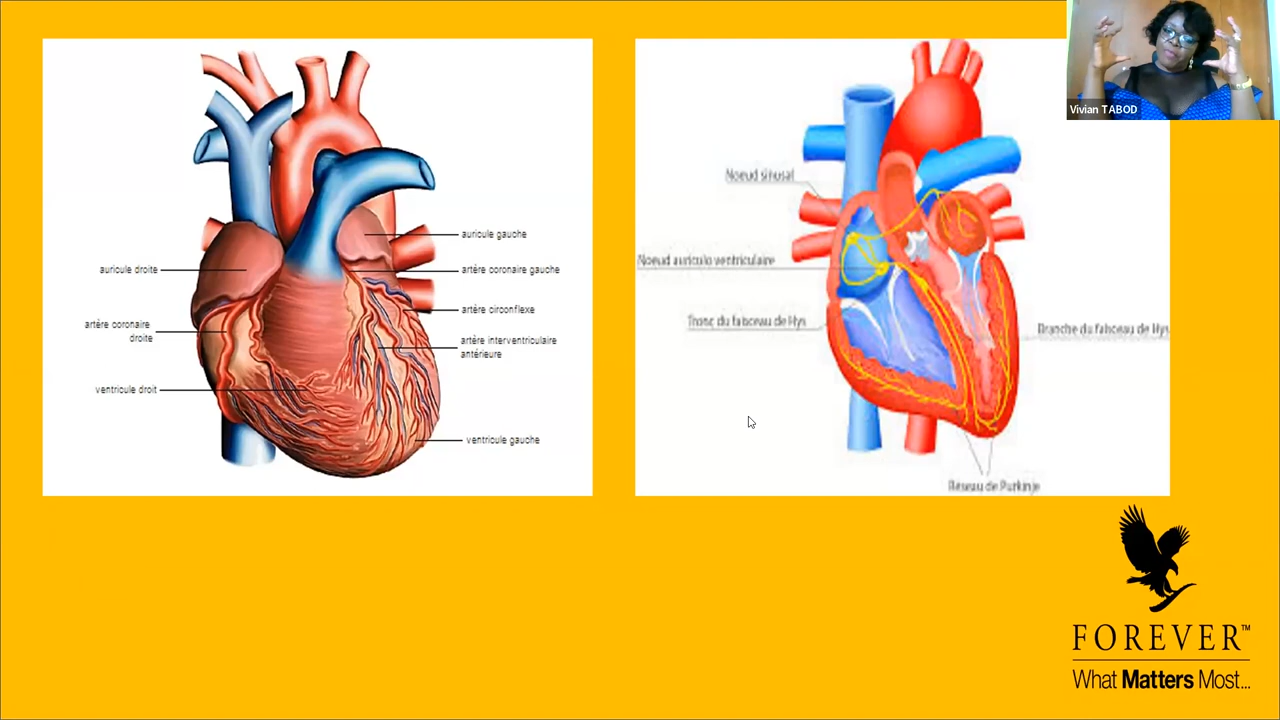 Vivian TABOD
auricule gauche
auricule droite
artère coronaire gauche
artère circonflexe
artère coronaire
droite
artère interventriculaire
antérieure
ventricule droit
ventricule gauche
Noeud sinusal
Noeud auriculo ventriculaire
Tronc du faisceau de Hys
Branche du faisceau de Hys
Réseau de Purkinje
FOREVER™
What Matters Most...